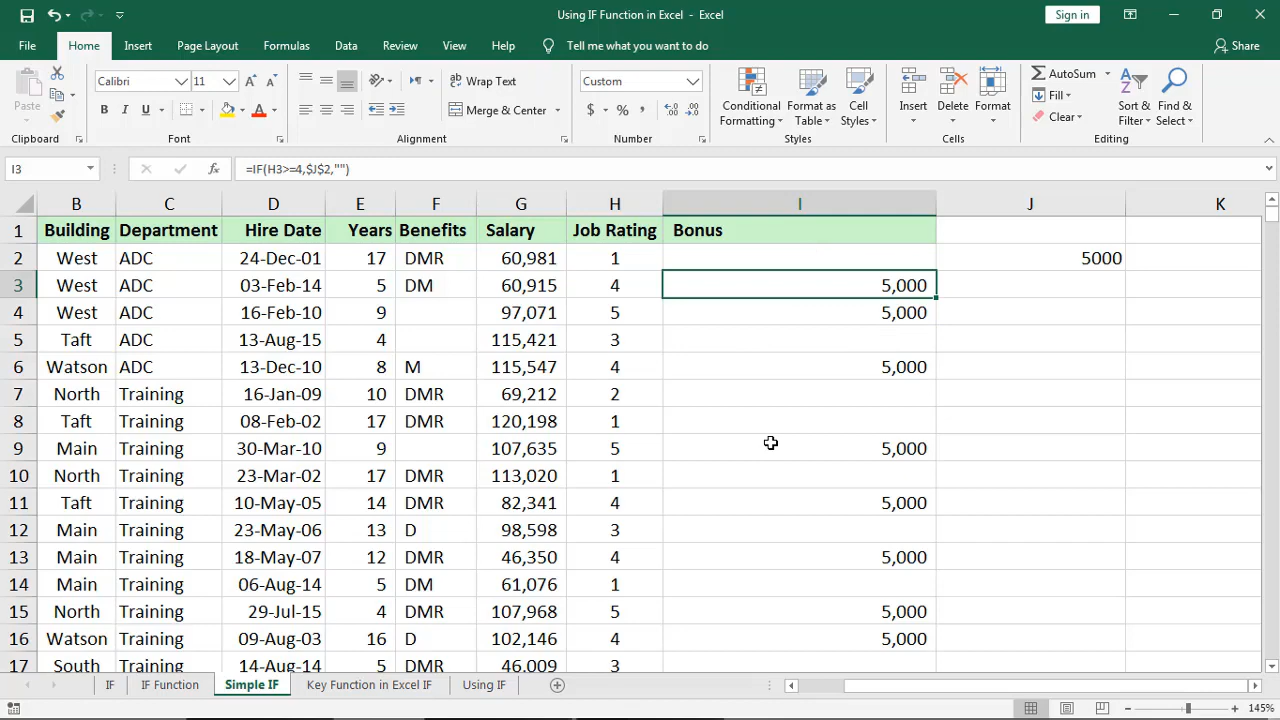 Using IF Function in Excel - Excel
Sign in
File Home Insert Page Layout Formulas Data Review View Help Tell me what you want to do Share
Paste
Calibri 11
Wrap Text
Custom
Conditional Formatting
Format as Table
Cell Styles
Insert Delete Format
AutoSum
Fill
Clear
Sort & Filter
Find & Select
B I U A
Merge & Center
$ % ,
Clipboard Font Alignment Number Styles Cells Editing
I3 fx =IF(H3>=4,$J$2,"")
B C D E F G H I J K
1 Building Department Hire Date Years Benefits Salary Job Rating Bonus
2 West ADC 24-Dec-01 17 DMR 60,981 1 5000
3 West ADC 03-Feb-14 5 DM 60,915 4 5,000
4 West ADC 16-Feb-10 9 97,071 5 5,000
5 Taft ADC 13-Aug-15 4 115,421 3
6 Watson ADC 13-Dec-10 8 M 115,547 4 5,000
7 North Training 16-Jan-09 10 DMR 69,212 2
8 Taft Training 08-Feb-02 17 DMR 120,198 1
9 Main Training 30-Mar-10 9 107,635 5 5,000
10 North Training 23-Mar-02 17 DMR 113,020 1
11 Taft Training 10-May-05 14 DMR 82,341 4 5,000
12 Main Training 23-May-06 13 D 98,598 3
13 Main Training 18-May-07 12 DMR 46,350 4 5,000
14 Main Training 06-Aug-14 5 DM 61,076 1
15 North Training 29-Jul-15 4 DMR 107,968 5 5,000
16 Watson Training 09-Aug-03 16 D 102,146 4 5,000
17 South Training 14-Aug-14 5 DMR 46,009 3
IF IF Function Simple IF Key Function in Excel IF Using IF
145%